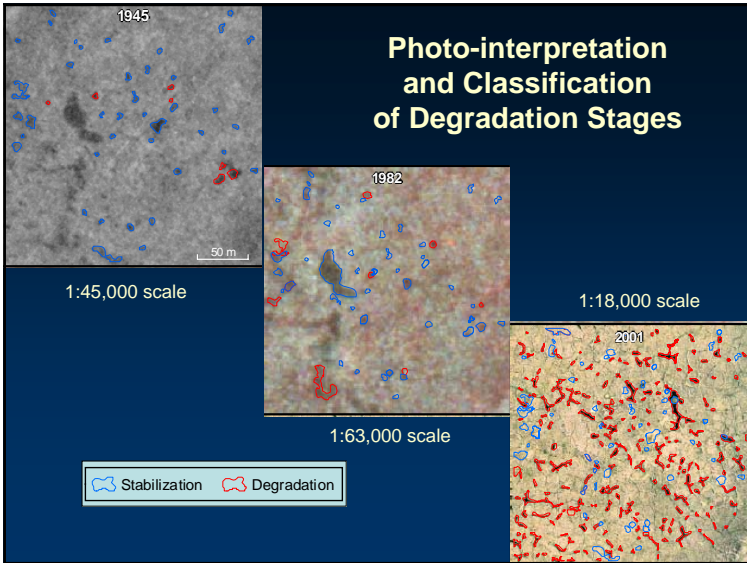 1945
Photo-interpretation
and Classification
of Degradation Stages
50 m
1:45,000 scale
1982
1:63,000 scale
1:18,000 scale
2001
Stabilization
Degradation